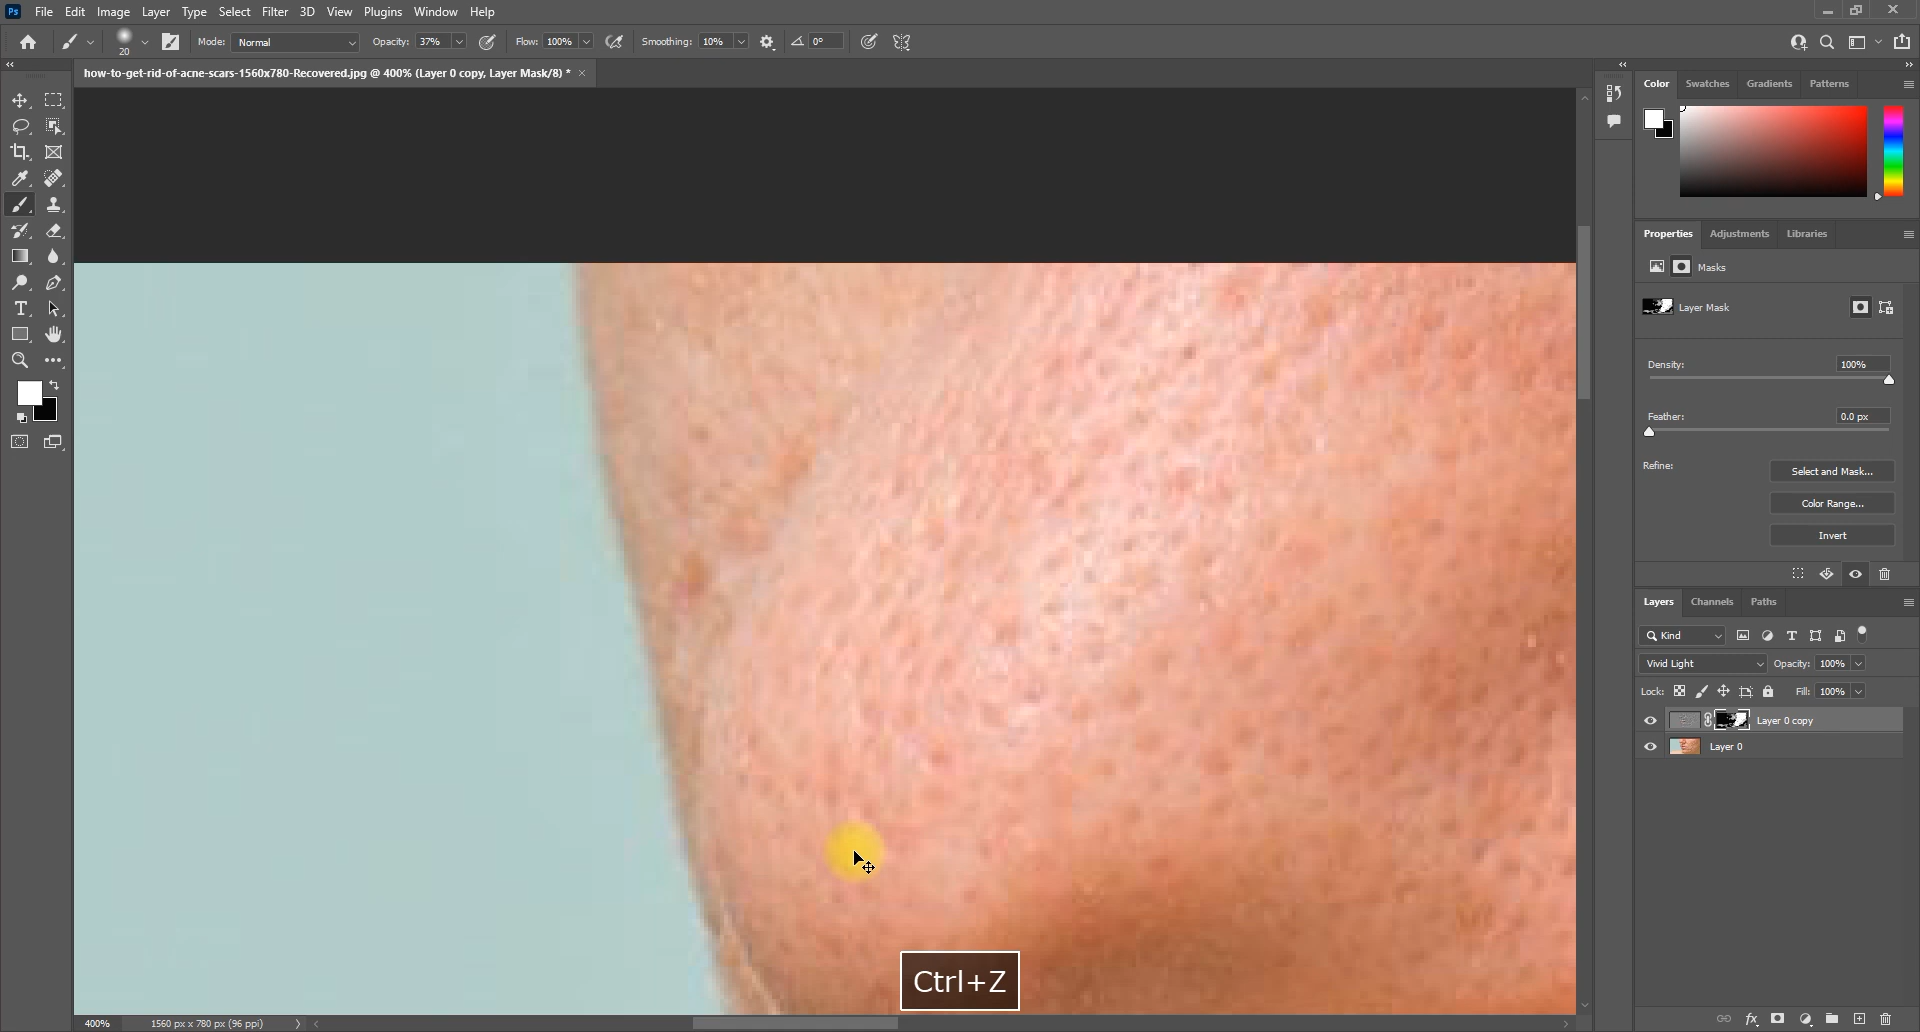 Ps File Edit Image Layer Type Select Filter 3D View Plugins Window Help
20 Mode: Normal Opacity: 37% Flow: 100% Smoothing: 10% 0°
how-to-get-rid-of-acne-scars-1560x780-Recovered.jpg @ 400% (Layer 0 copy, Layer Mask/8) *
Color Swatches Gradients Patterns
Properties Adjustments Libraries
Masks
Layer Mask
Density: 100%
Feather: 0.0 px
Refine: Select and Mask...
Color Range...
Invert
Layers Channels Paths
Kind
Vivid Light Opacity: 100%
Lock: Fill: 100%
Layer 0 copy
Layer 0
Ctrl+Z
400% 1560 px x 780 px (96 ppi)